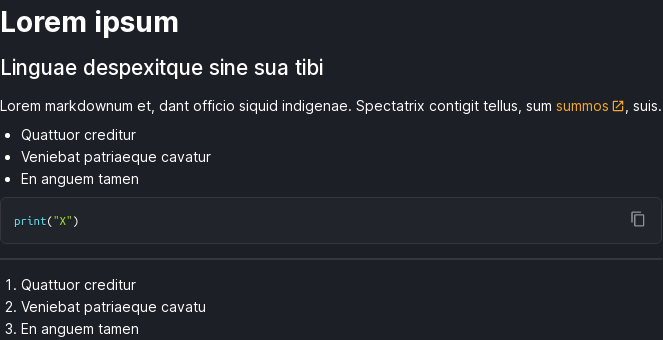 Lorem ipsum
Linguae despexitque sine sua tibi
Lorem markdownum et, dant officio siquid indigenae. Spectatrix contigit tellus, sum summos, suis.
• Quattuor creditur
• Veniebat patriaeque cavatur
• En anguem tamen
print("X")
1. Quattuor creditur
2. Veniebat patriaeque cavatu
3. En anguem tamen